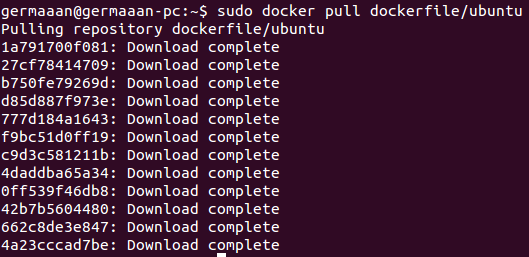 germaaan@germaaan-pc:~$ sudo docker pull dockerfile/ubuntu
Pulling repository dockerfile/ubuntu
1a791700f081: Download complete
27cf78414709: Download complete
b750fe79269d: Download complete
d85d887f973e: Download complete
777d184a1643: Download complete
f9bc51d0ff19: Download complete
c9d3c581211b: Download complete
4daddba65a34: Download complete
0ff539f46db8: Download complete
42b7b5604480: Download complete
662c8de3e847: Download complete
4a23cccad7be: Download complete